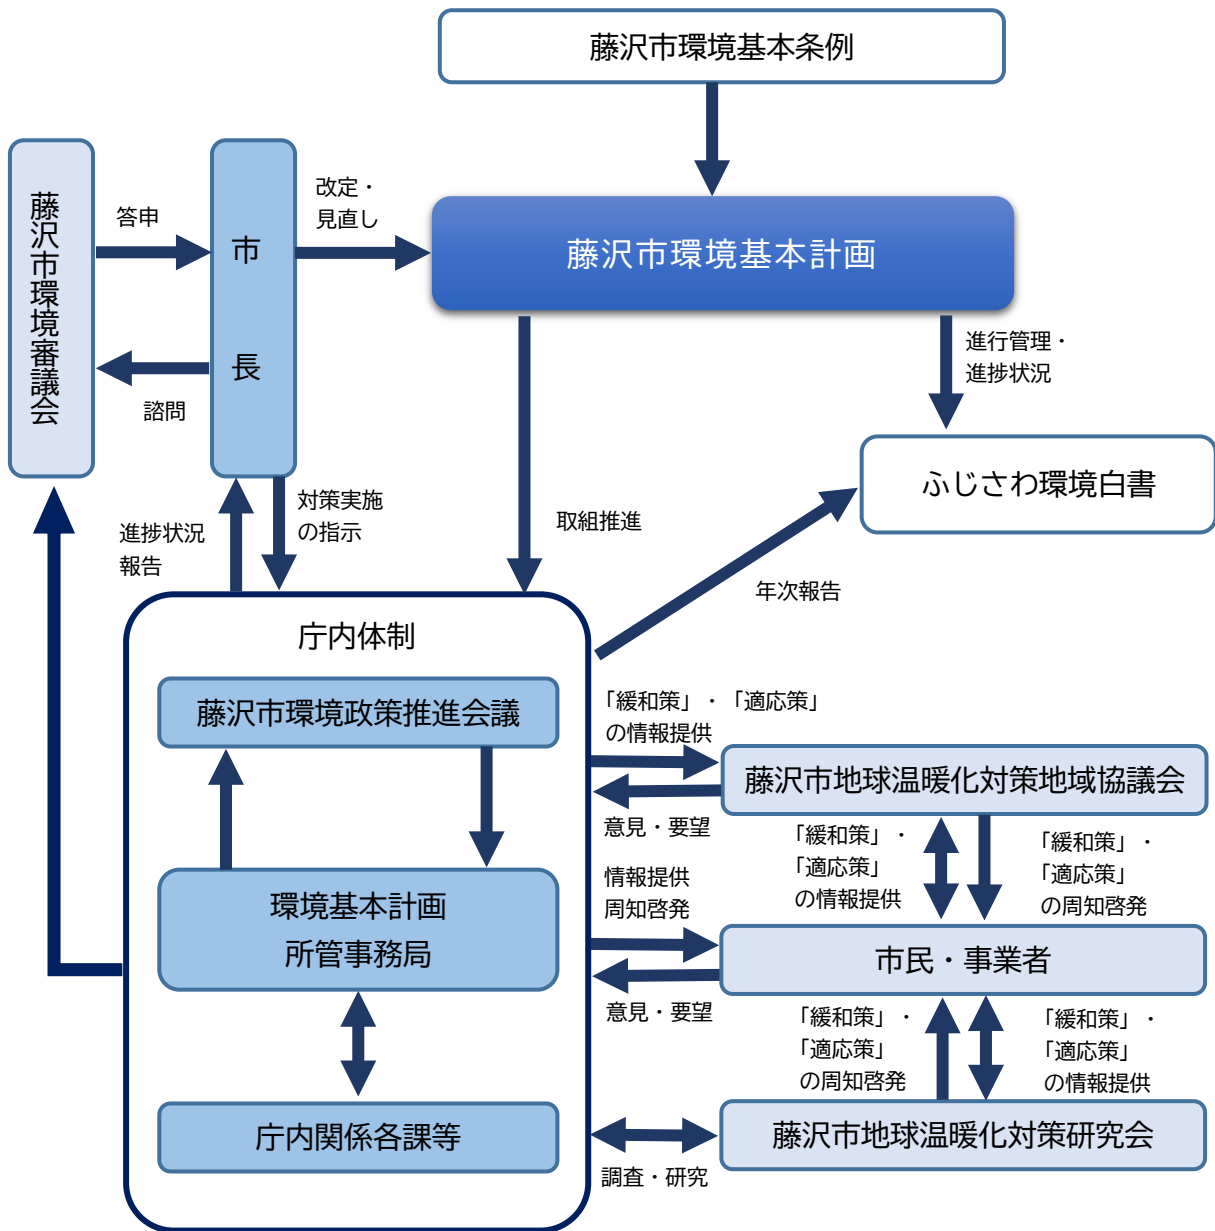 藤沢市環境基本条例
藤沢市環境審議会
答申
諮問
市長
改定・
見直し
藤沢市環境基本計画
進行管理・
進捗状況
ふじさわ環境白書
進捗状況
報告
対策実施
の指示
取組推進
年次報告
庁内体制
藤沢市環境政策推進会議
環境基本計画
所管事務局
庁内関係各課等
「緩和策」・「適応策」
の情報提供
藤沢市地球温暖化対策地域協議会
意見・要望
「緩和策」・
「適応策」
の情報提供
「緩和策」・
「適応策」
の周知啓発
情報提供
周知啓発
市民・事業者
意見・要望
「緩和策」・
「適応策」
の周知啓発
「緩和策」・
「適応策」
の情報提供
藤沢市地球温暖化対策研究会
調査・研究